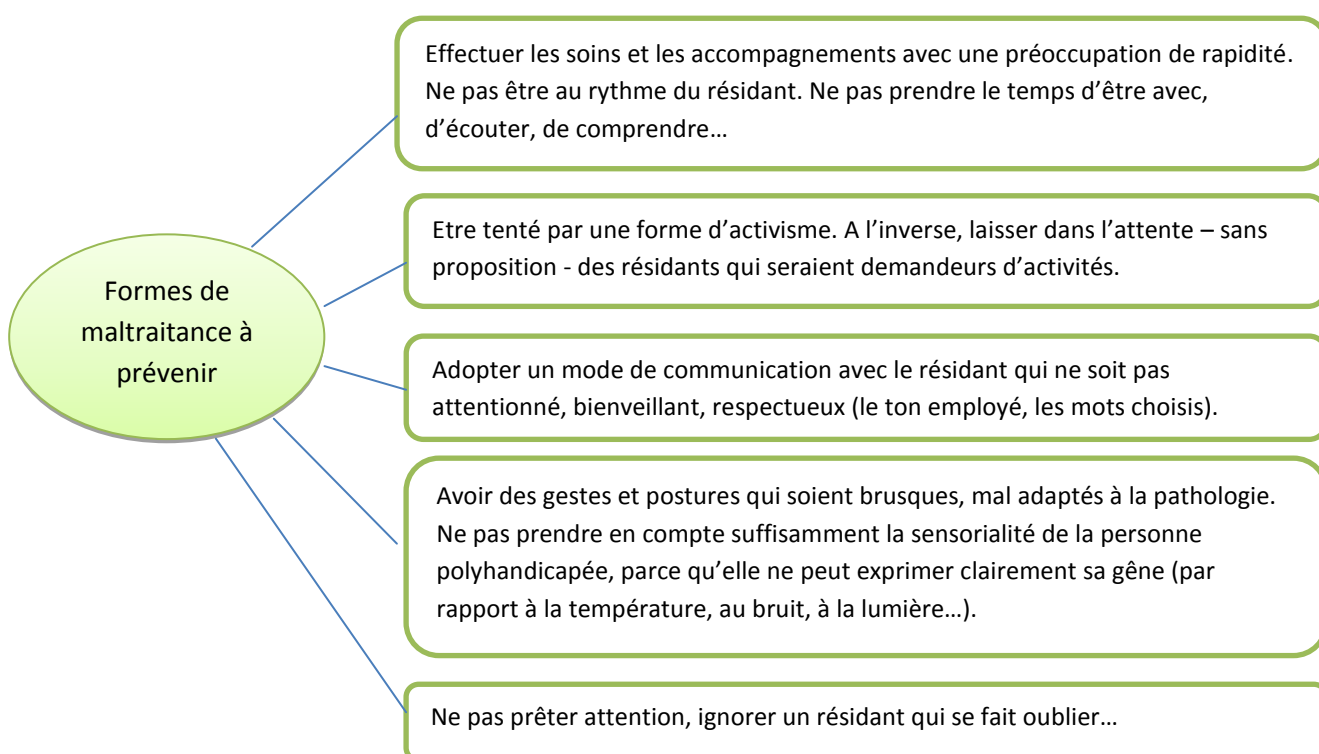 Effectuer les soins et les accompagnements avec une préoccupation de rapidité.
Ne pas être au rythme du résidant. Ne pas prendre le temps d’être avec,
d’écouter, de comprendre…
Etre tenté par une forme d’activisme. A l’inverse, laisser dans l’attente – sans
proposition - des résidants qui seraient demandeurs d’activités.
Formes de
maltraitance à
prévenir
Adopter un mode de communication avec le résidant qui ne soit pas
attentionné, bienveillant, respectueux (le ton employé, les mots choisis).
Avoir des gestes et postures qui soient brusques, mal adaptés à la pathologie.
Ne pas prendre en compte suffisamment la sensorialité de la personne
polyhandicapée, parce qu’elle ne peut exprimer clairement sa gêne (par
rapport à la température, au bruit, à la lumière…).
Ne pas prêter attention, ignorer un résidant qui se fait oublier…